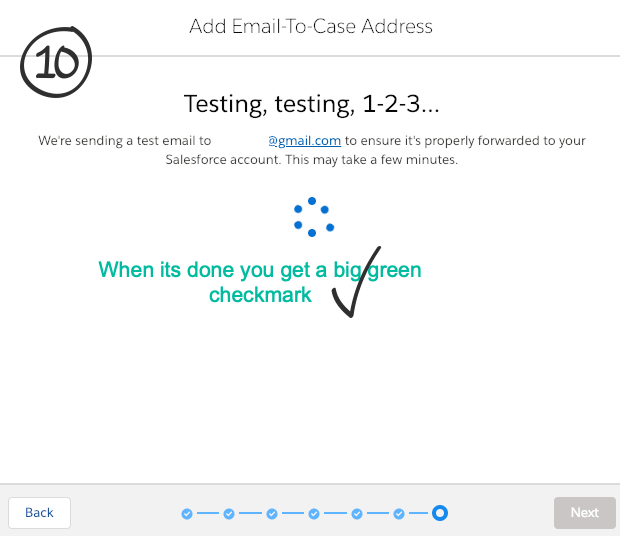 Add Email-To-Case Address
10
Testing, testing, 1-2-3...
We're sending a test email to @gmail.com to ensure it's properly forwarded to your
Salesforce account. This may take a few minutes.
When its done you get a big green
checkmark
Back
Next